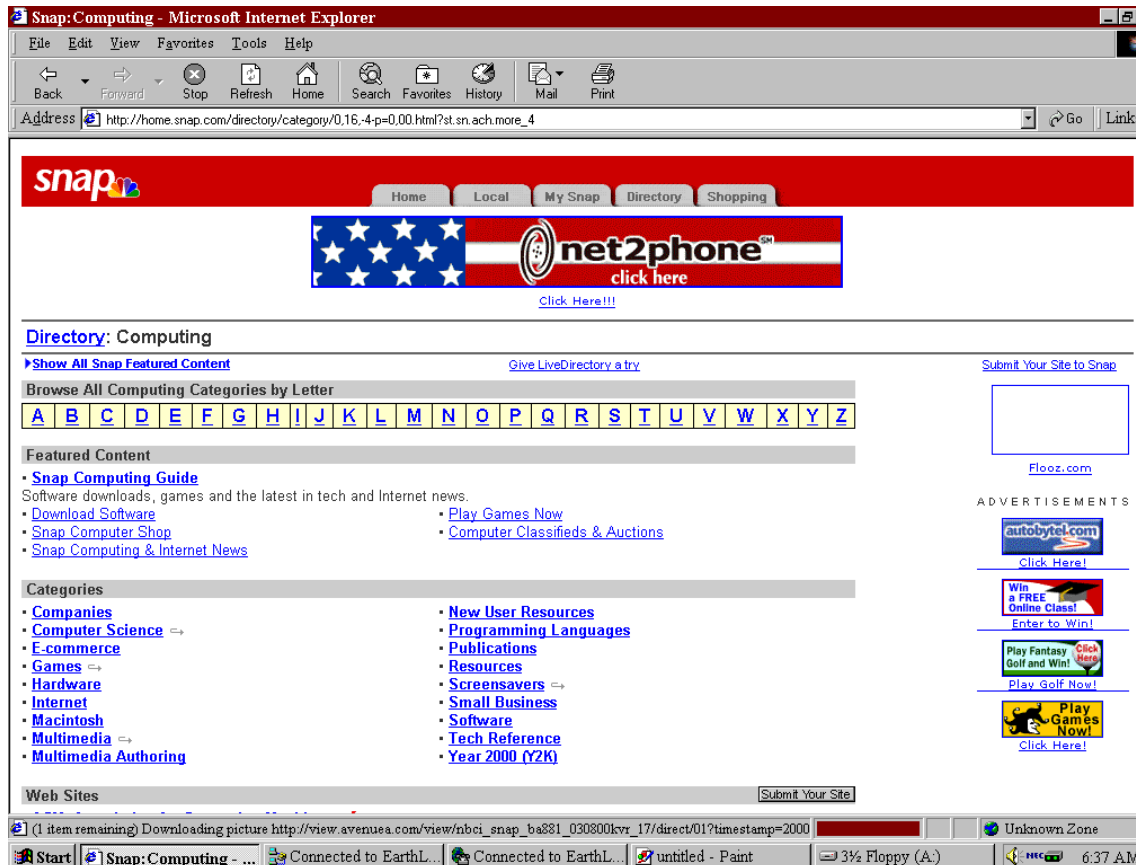 Snap:Computing - Microsoft Internet Explorer
File Edit View Favorites Tools Help
Back Forward Stop Refresh Home Search Favorites History Mail Print
Address http://home.snap.com/directory/category/0,16,-4-p=0,00.html?st.sn.ach.more_4 Go Link
snap
Home Local My Snap Directory Shopping
net2phone SM
click here
Click Here!!!
Directory: Computing
Show All Snap Featured Content Give LiveDirectory a try Submit Your Site to Snap
Browse All Computing Categories by Letter
A B C D E F G H I J K L M N O P Q R S T U V W X Y Z
Featured Content
Snap Computing Guide
Software downloads, games and the latest in tech and Internet news.
Download Software Play Games Now
Snap Computer Shop Computer Classifieds & Auctions
Snap Computing & Internet News
Categories
Companies New User Resources
Computer Science Programming Languages
E-commerce Publications
Games Resources
Hardware Screensavers
Internet Small Business
Macintosh Software
Multimedia Tech Reference
Multimedia Authoring Year 2000 (Y2K)
Web Sites Submit Your Site
Flooz.com
ADVERTISEMENTS
autobytel.com
Click Here!
Win
a FREE
Online Class!
Enter to Win!
Play Fantasy
Golf and Win!
Click
Here
Play Golf Now!
Play
Games
Now!
Click Here!
(1 item remaining) Downloading picture http://view.avenuea.com/view/nbci_snap_ba881_030800kvr_17/direct/01?timestamp=2000 Unknown Zone
Start Snap:Computing - ... Connected to EarthL... Connected to EarthL... untitled - Paint 3½ Floppy (A:) NEC 6:37 AM